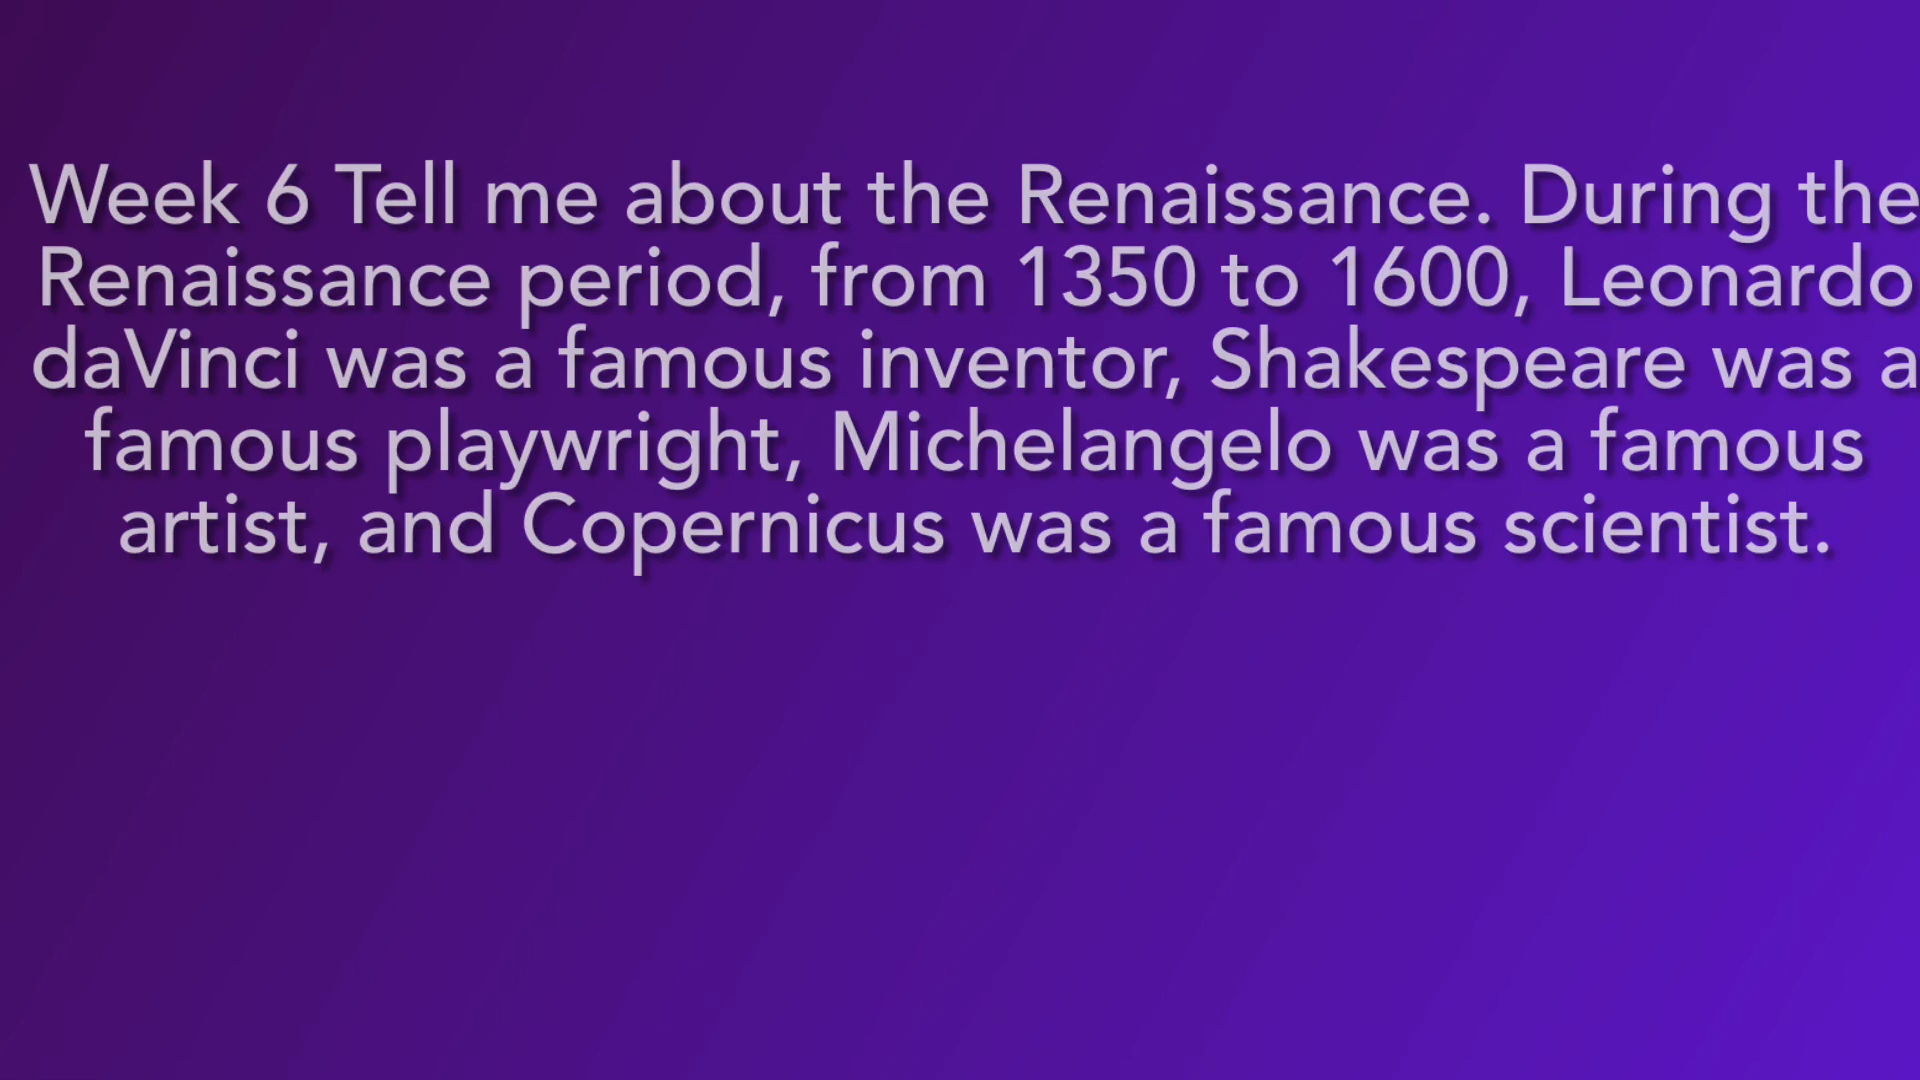 Week 6 Tell me about the Renaissance. During the
Renaissance period, from 1350 to 1600, Leonardo
daVinci was a famous inventor, Shakespeare was a
famous playwright, Michelangelo was a famous
artist, and Copernicus was a famous scientist.